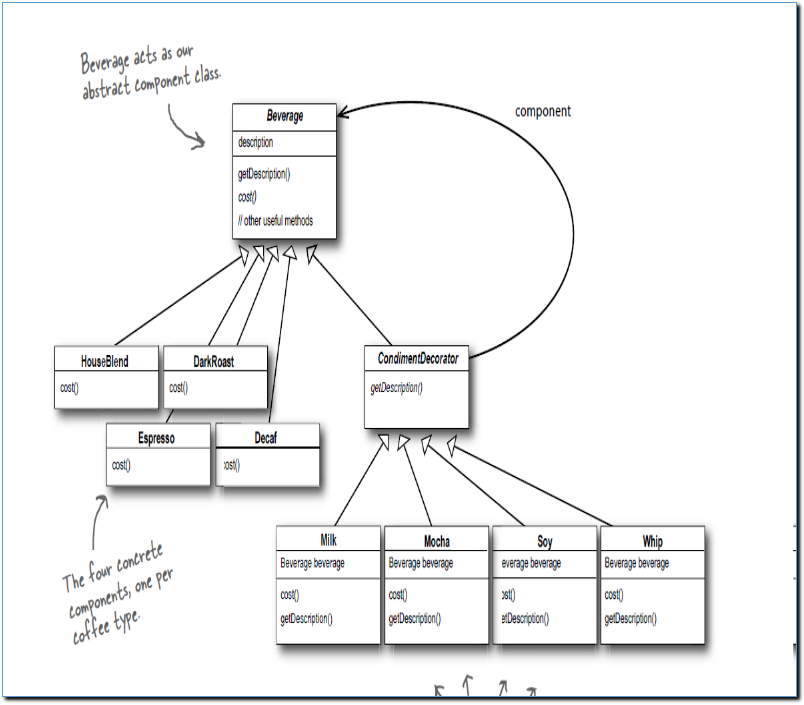 Beverage acts as our
abstract component class.
component
Beverage
description
getDescription()
cost()
// other useful methods
HouseBlend
cost()
DarkRoast
cost()
CondimentDecorator
getDescription()
Espresso
cost()
Decaf
cost()
The four concrete
components, one per
coffee type.
Milk
Beverage beverage
cost()
getDescription()
Mocha
Beverage beverage
cost()
getDescription()
Soy
everage beverage
ost()
etDescription()
Whip
Beverage beverage
cost()
getDescription()